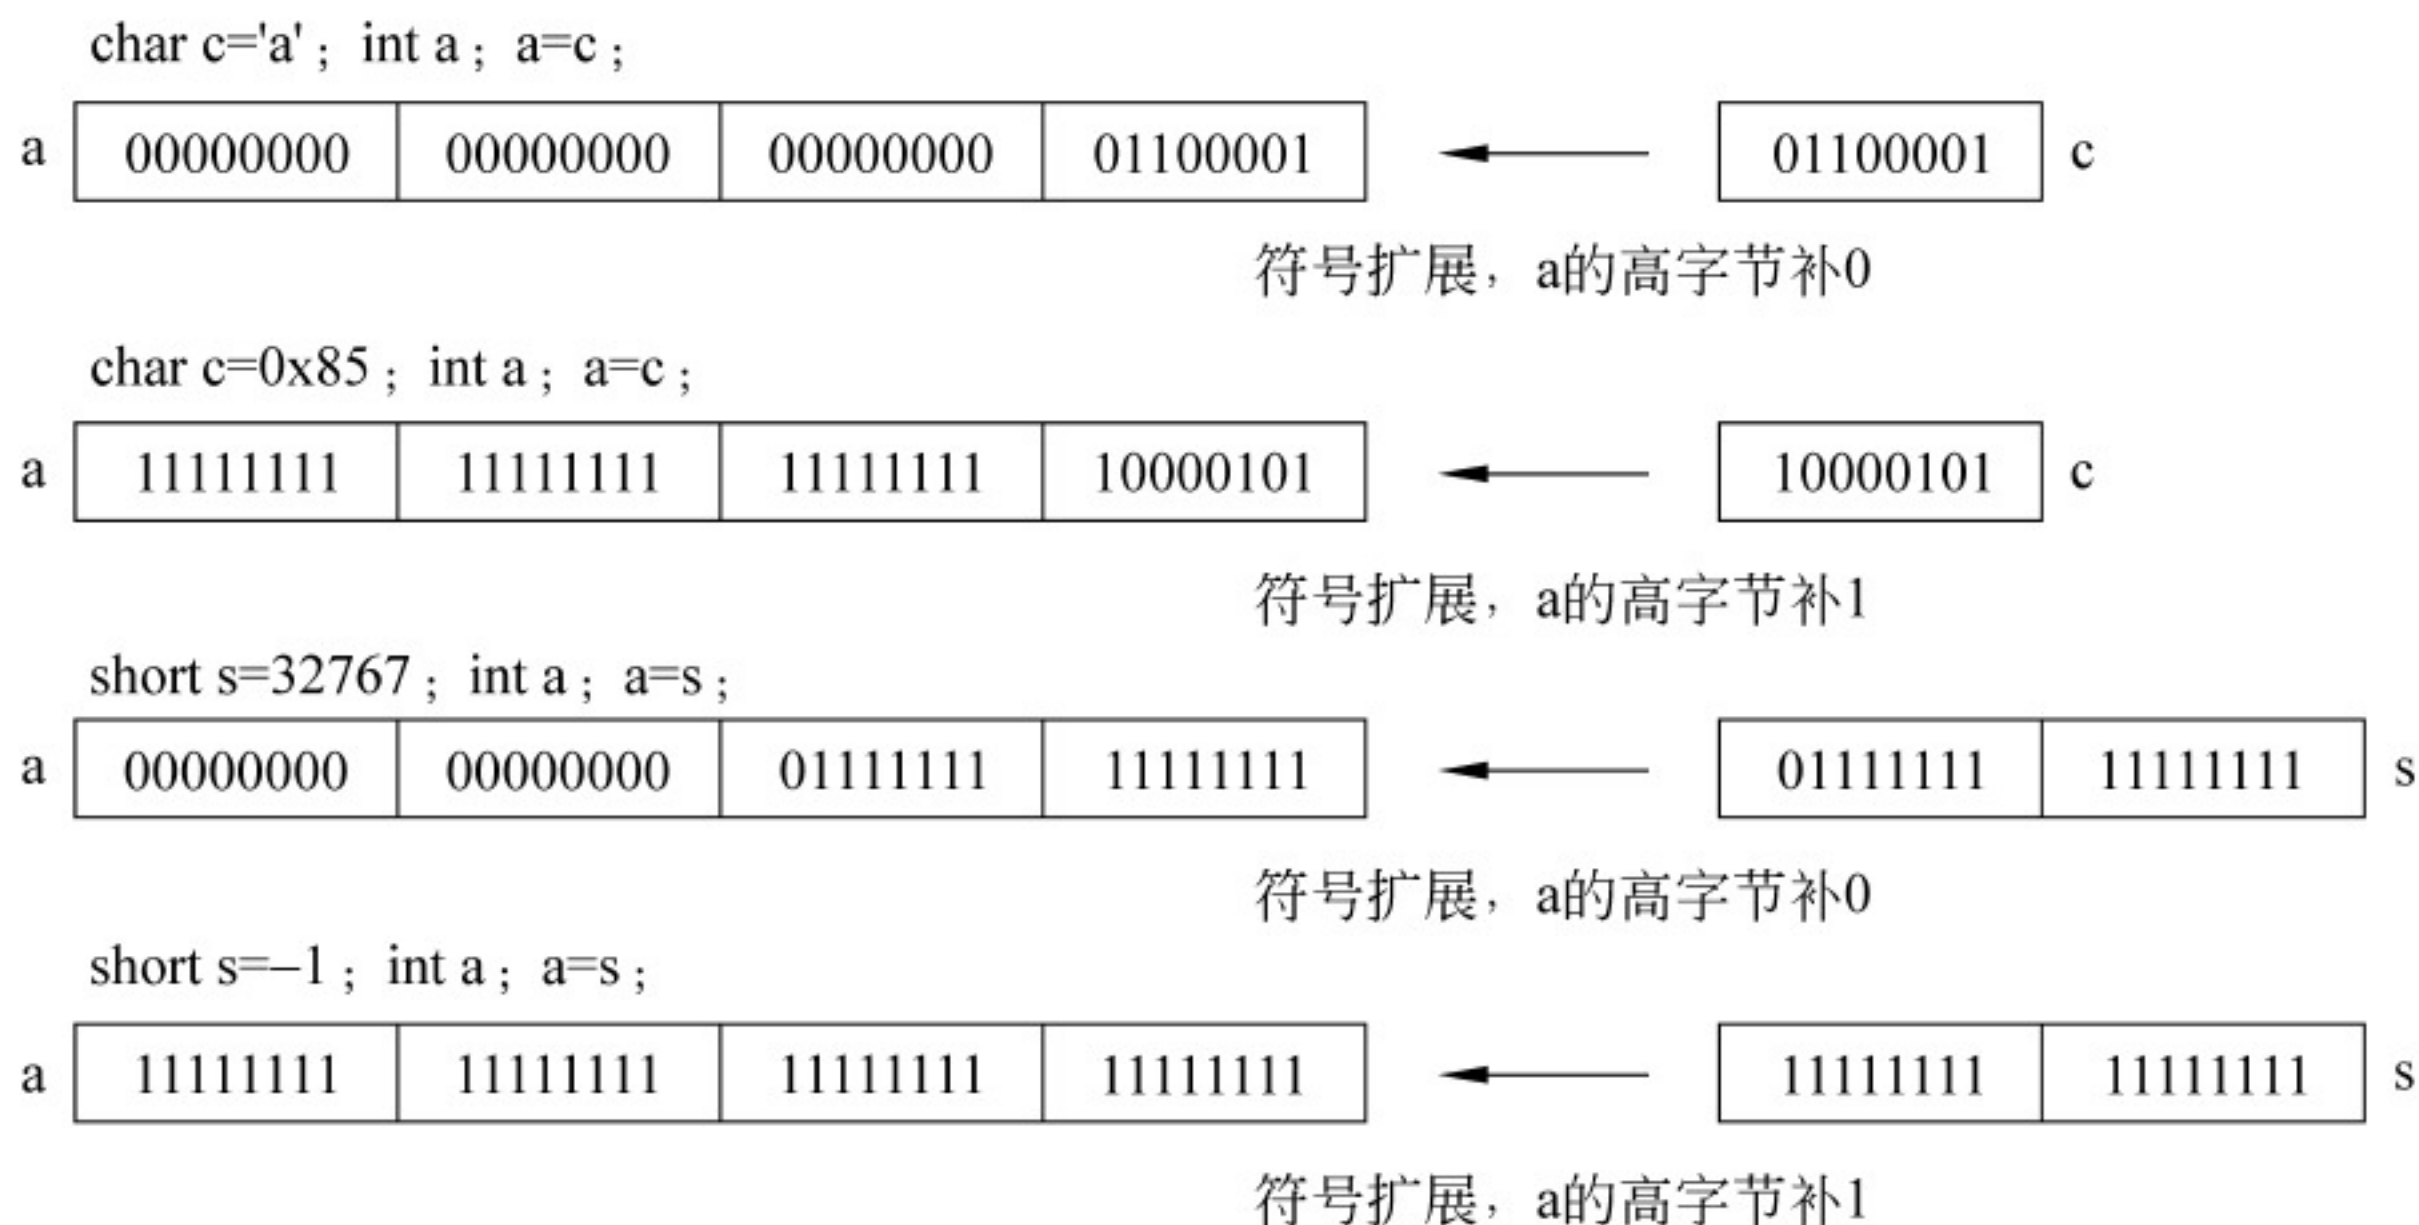 char c='a'；int a；a=c；
a 00000000 00000000 00000000 01100001 01100001 c
符号扩展，a的高字节补0
char c=0x85；int a；a=c；
a 11111111 11111111 11111111 10000101 10000101 c
符号扩展，a的高字节补1
short s=32767；int a；a=s；
a 00000000 00000000 01111111 11111111 01111111 11111111 s
符号扩展，a的高字节补0
short s=–1；int a；a=s；
a 11111111 11111111 11111111 11111111 11111111 11111111 s
符号扩展，a的高字节补1